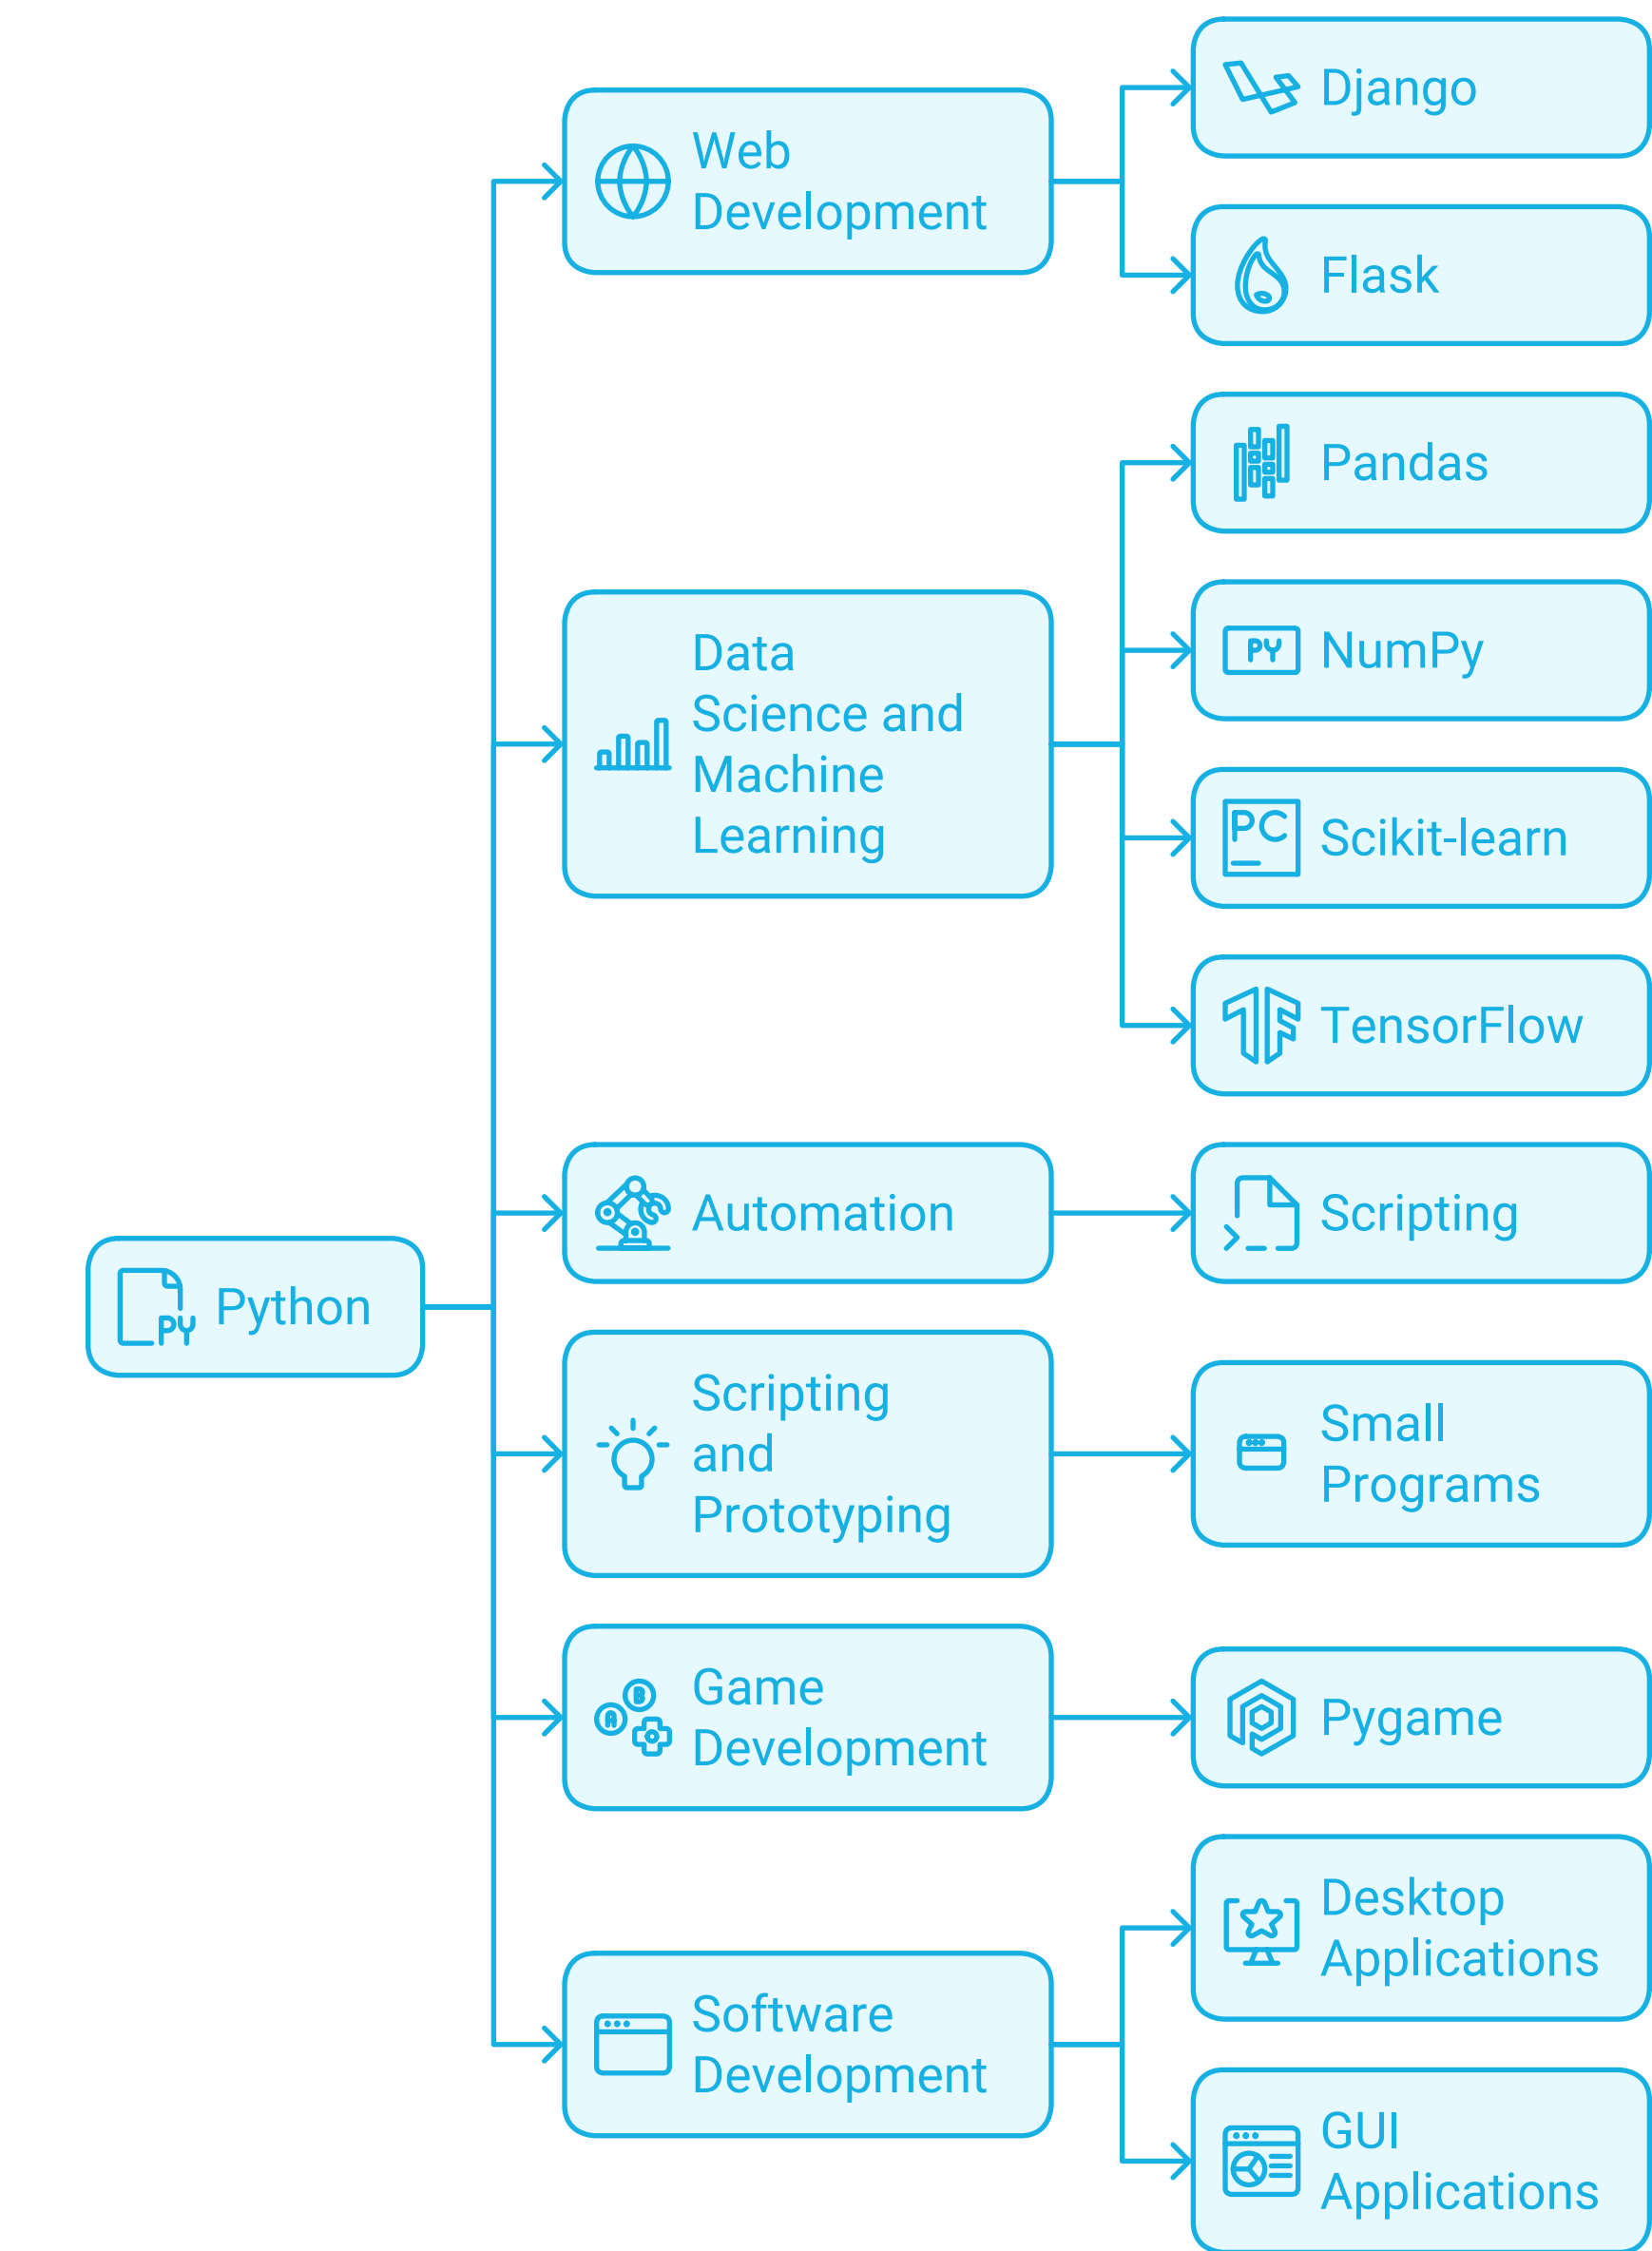 Django
Web
Development
Flask
Pandas
Data
Science and
Machine
Learning
PY NumPy
PC Scikit-learn
TensorFlow
Automation
Scripting
PY Python
Scripting
and
Prototyping
Small
Programs
Game
Development
B
A
Pygame
Desktop
Applications
Software
Development
GUI
Applications